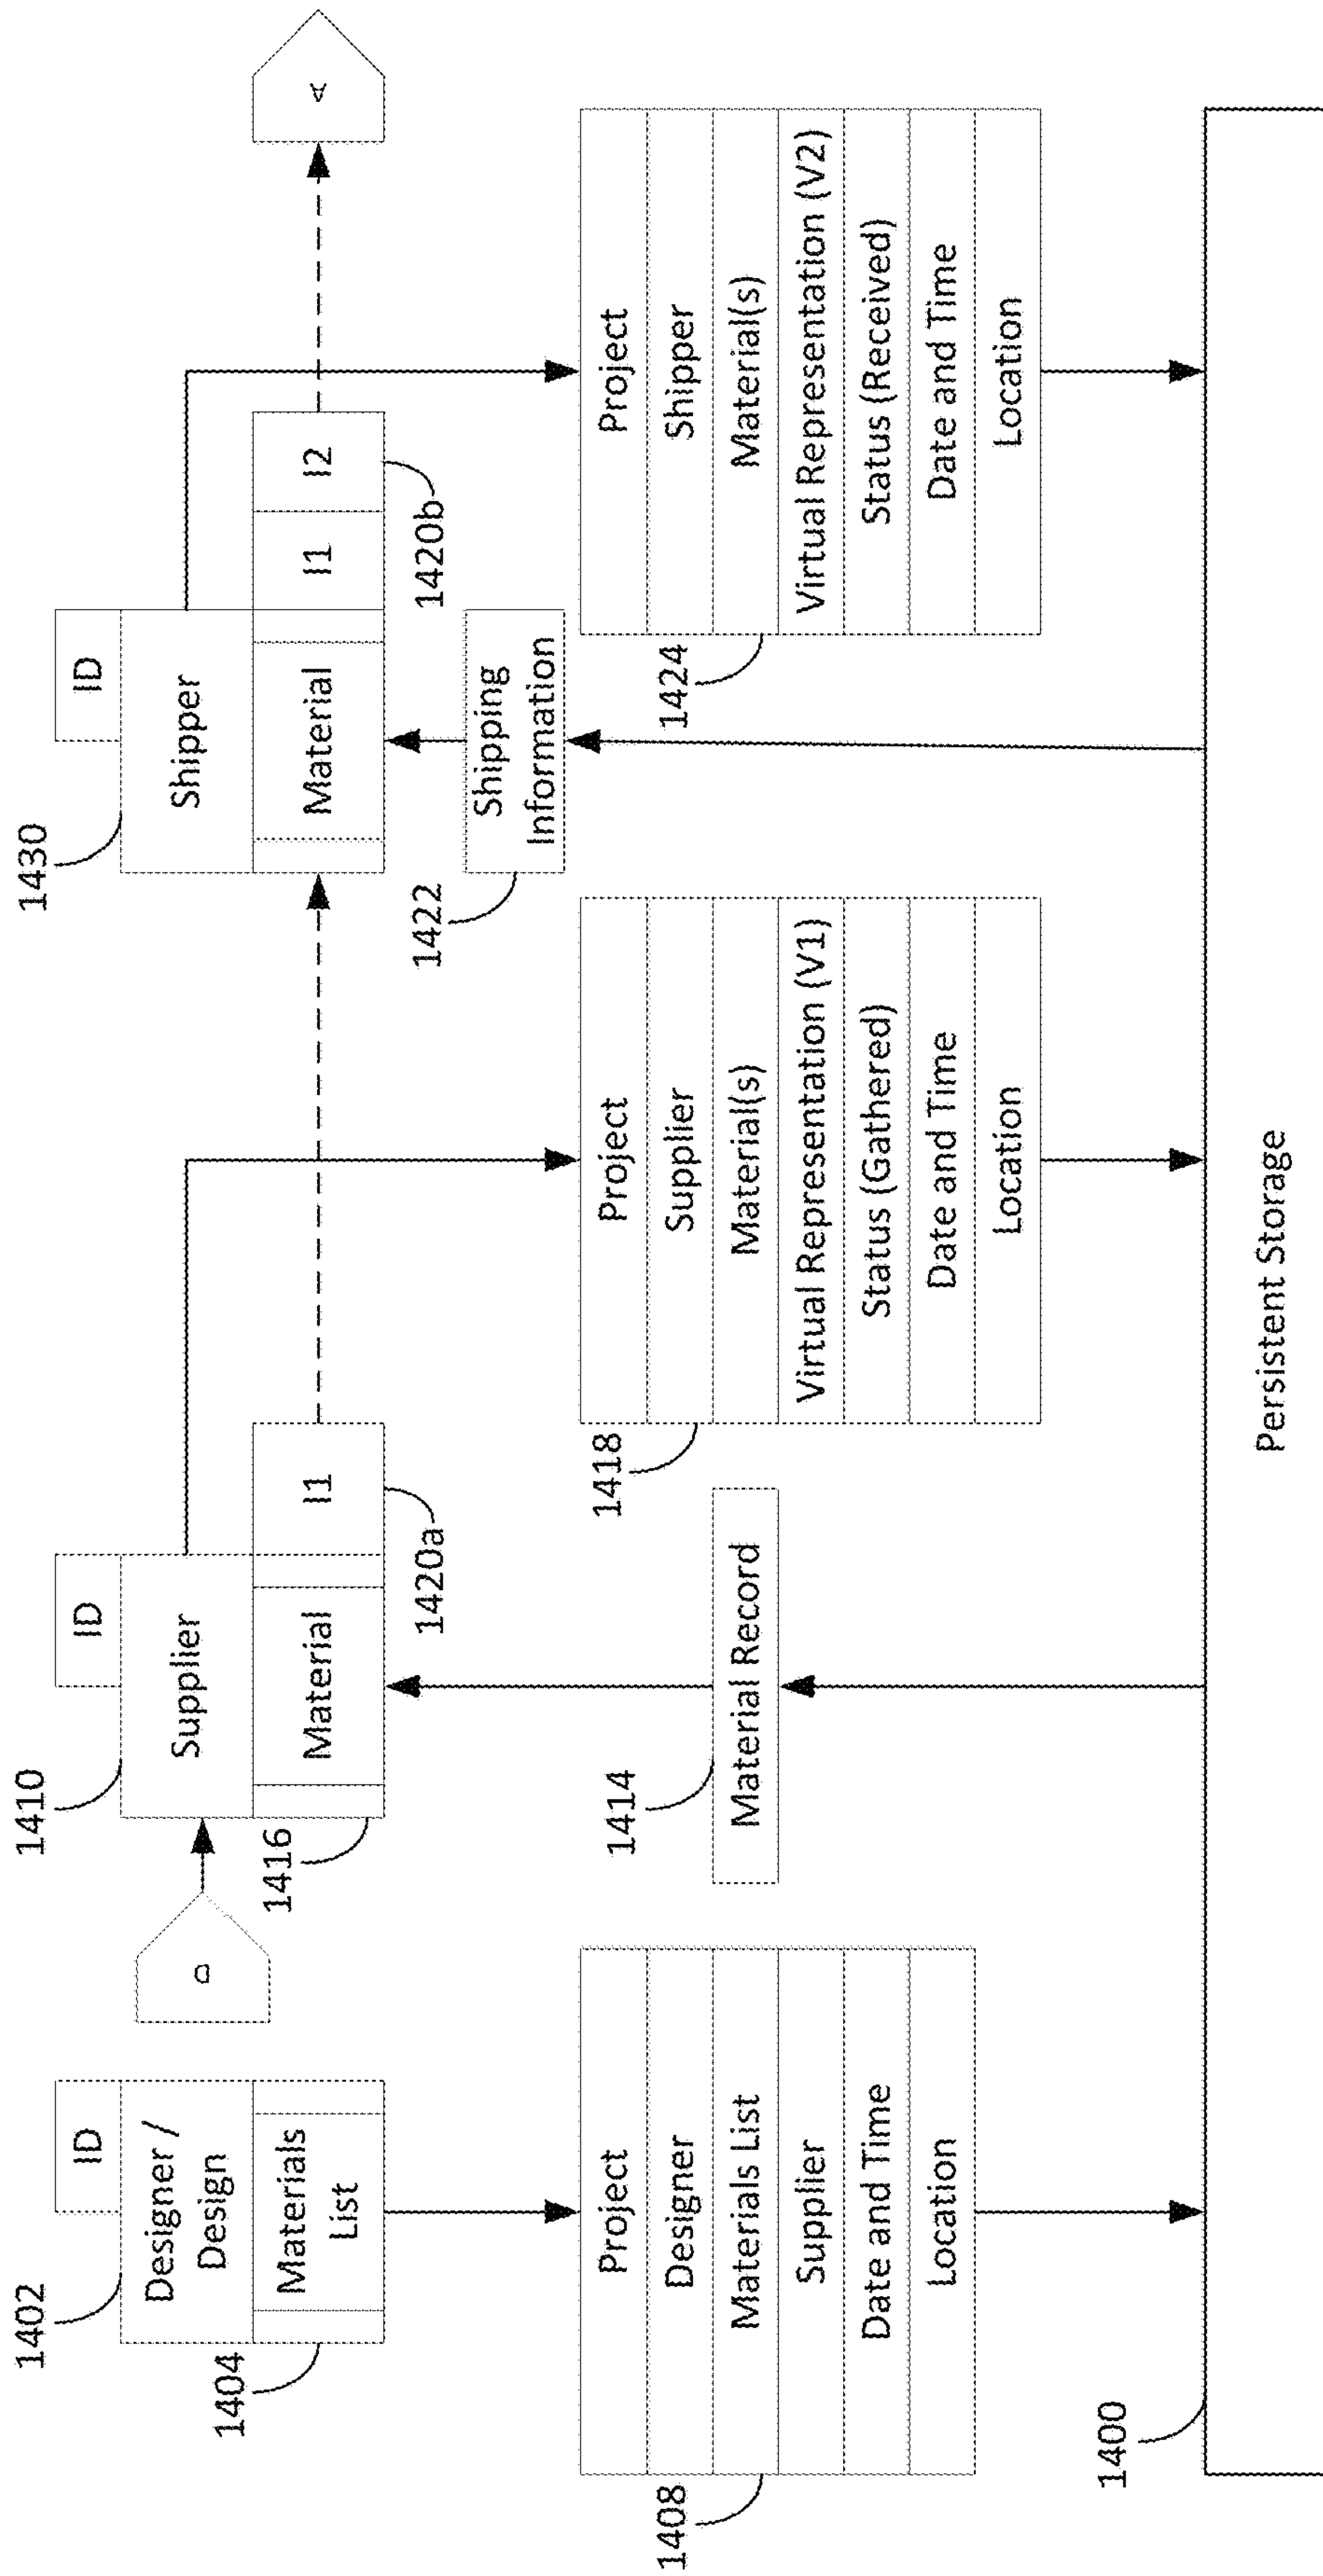 1402
ID
Designer /
Design
1404
Materials
List
1408
Project
Designer
Materials List
Supplier
Date and Time
Location
D
1410
ID
Supplier
1416
Material
I1
1420a
1414
Material Record
1418
Project
Supplier
Material(s)
Virtual Representation (V1)
Status (Gathered)
Date and Time
Location
1430
ID
Shipper
Material
I1
I2
1420b
1422
Shipping
Information
1424
Project
Shipper
Material(s)
Virtual Representation (V2)
Status (Received)
Date and Time
Location
A
1400
Persistent Storage